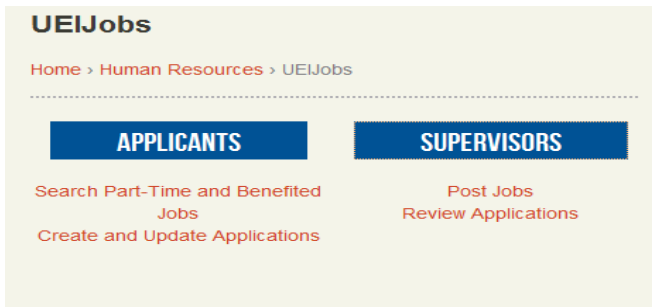 UEIJobs
Home › Human Resources › UEIJobs
APPLICANTS
Search Part-Time and Benefited
Jobs
Create and Update Applications
SUPERVISORS
Post Jobs
Review Applications